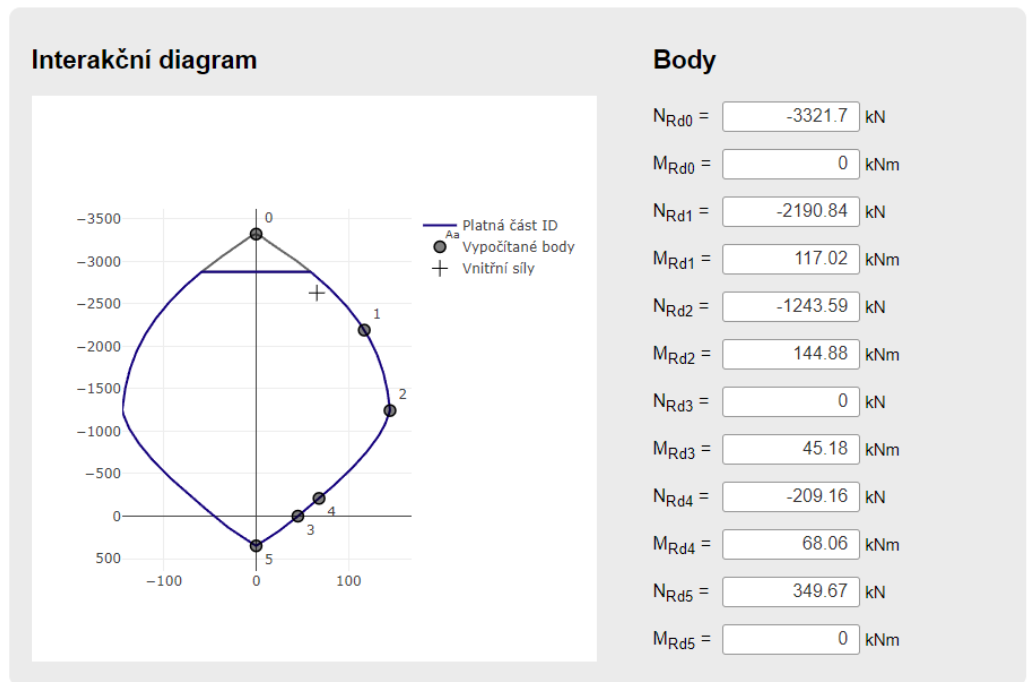 Interakční diagram
−3500
−3000
−2500
−2000
−1500
−1000
−500
0
500
−100
0
100
0
1
2
4
3
5
Platná část ID
Aa
Vypočítané body
Vnitřní síly
Body
NRd0 = -3321.7 kN
MRd0 = 0 kNm
NRd1 = -2190.84 kN
MRd1 = 117.02 kNm
NRd2 = -1243.59 kN
MRd2 = 144.88 kNm
NRd3 = 0 kN
MRd3 = 45.18 kNm
NRd4 = -209.16 kN
MRd4 = 68.06 kNm
NRd5 = 349.67 kN
MRd5 = 0 kNm